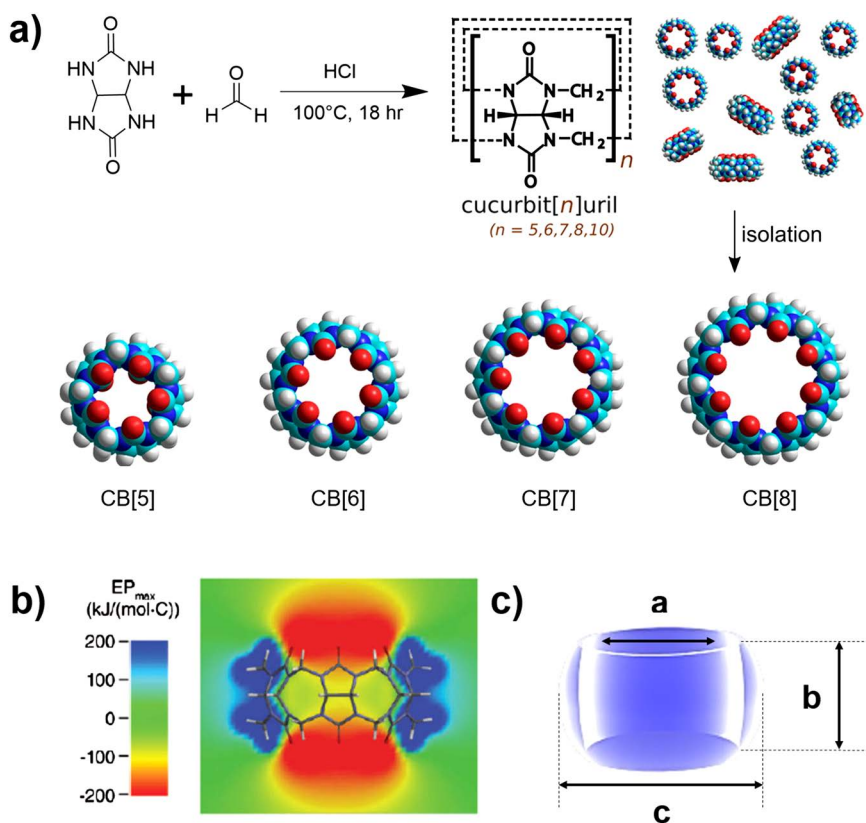 a)
O
HN NH
HN NH
O
+
O
H H
HCl
100°C, 18 hr
O
N N CH2
H H
N N CH2
O
n
cucurbit[n]uril
(n = 5,6,7,8,10)
isolation
CB[5] CB[6] CB[7] CB[8]
b)
EPmax
(kJ/(mol·C))
200
100
0
-100
-200
c)
a
b
c